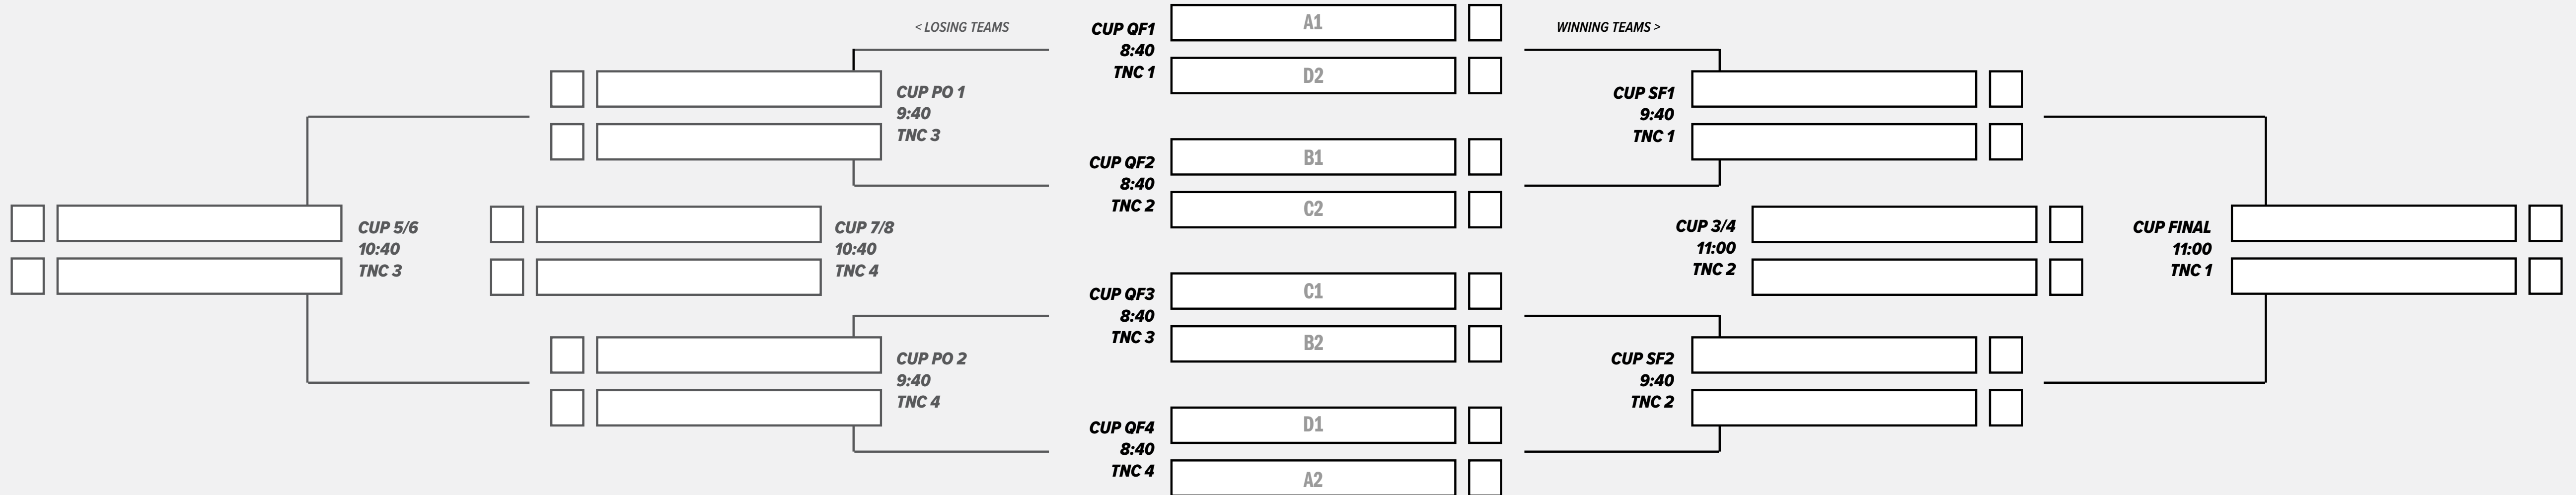 < LOSING TEAMS
CUP QF1
8:40
TNC 1
A1
D2
WINNING TEAMS >
CUP PO 1
9:40
TNC 3
CUP SF1
9:40
TNC 1
CUP QF2
8:40
TNC 2
B1
C2
CUP 5/6
10:40
TNC 3
CUP 7/8
10:40
TNC 4
CUP 3/4
11:00
TNC 2
CUP FINAL
11:00
TNC 1
CUP QF3
8:40
TNC 3
C1
B2
CUP PO 2
9:40
TNC 4
CUP SF2
9:40
TNC 2
CUP QF4
8:40
TNC 4
D1
A2